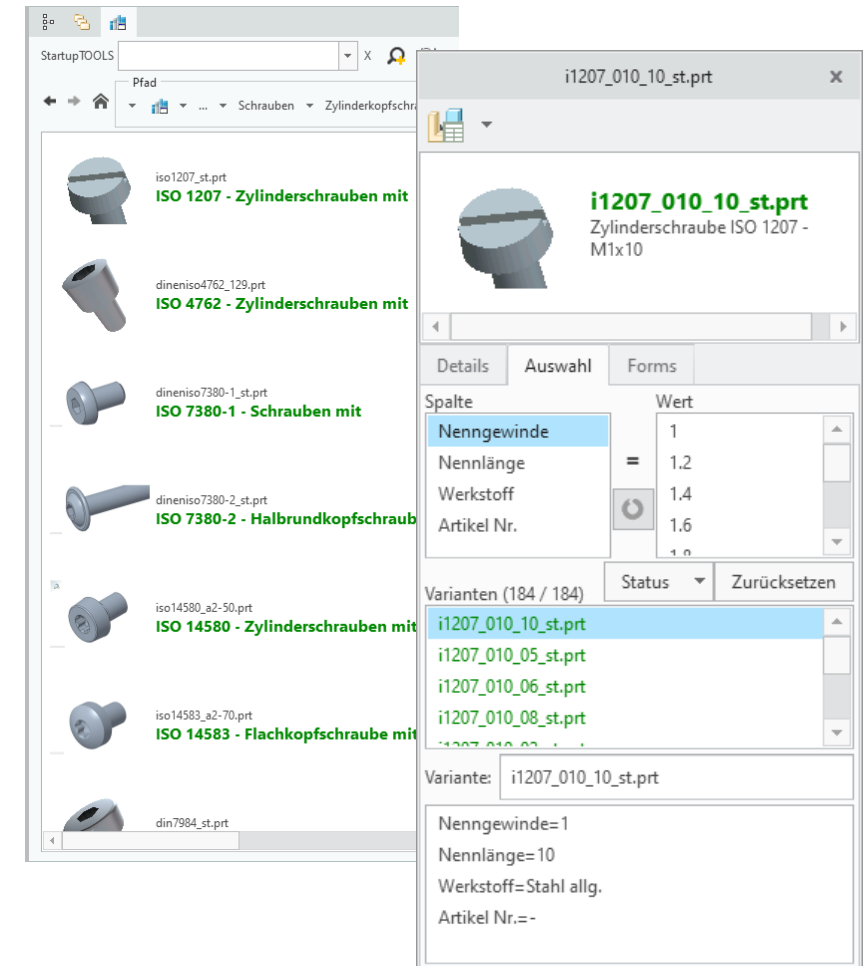 StartupTOOLS
X
Pfad
...
Schrauben
Zylinderkopfschra
iso1207_st.prt
ISO 1207 - Zylinderschrauben mit
dineniso4762_129.prt
ISO 4762 - Zylinderschrauben mit
dineniso7380-1_st.prt
ISO 7380-1 - Schrauben mit
dineniso7380-2_st.prt
ISO 7380-2 - Halbrundkopfschraub
iso14580_a2-50.prt
ISO 14580 - Zylinderschrauben mit
iso14583_a2-70.prt
ISO 14583 - Flachkopfschraube mit
din7984_st.prt
i1207_010_10_st.prt
x
i1207_010_10_st.prt
Zylinderschraube ISO 1207 -
M1x10
Details Auswahl Forms
Spalte Wert
Nenngewinde
Nennlänge
Werkstoff
Artikel Nr.
=
1
1.2
1.4
1.6
1.8
Varianten (184 / 184)
Status
Zurücksetzen
i1207_010_10_st.prt
i1207_010_05_st.prt
i1207_010_06_st.prt
i1207_010_08_st.prt
Variante: i1207_010_10_st.prt
Nenngewinde=1
Nennlänge=10
Werkstoff=Stahl allg.
Artikel Nr.=-